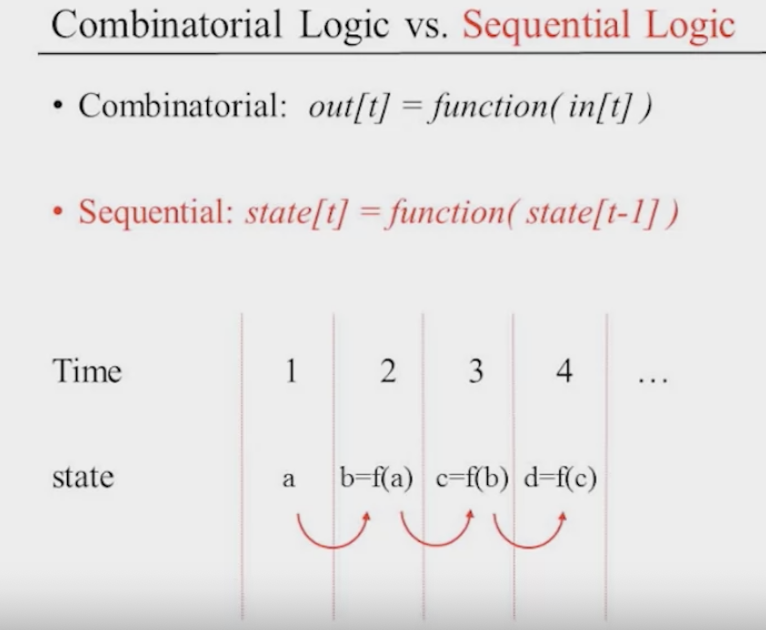 Combinatorial Logic vs. Sequential Logic
• Combinatorial: out[t] = function( in[t] )
• Sequential: state[t] = function( state[t-1] )
Time 1 2 3 4 ...
state a b=f(a) c=f(b) d=f(c)